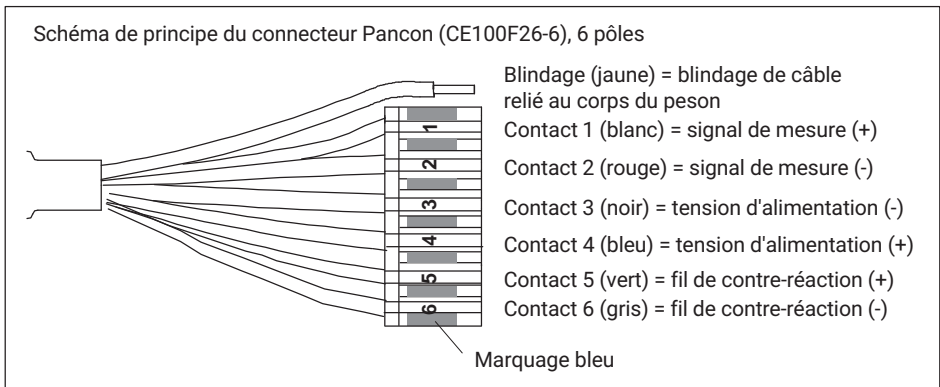 Schéma de principe du connecteur Pancon (CE100F26-6), 6 pôles
Blindage (jaune) = blindage de câble
relié au corps du peson
1
Contact 1 (blanc) = signal de mesure (+)
2
Contact 2 (rouge) = signal de mesure (-)
3
Contact 3 (noir) = tension d'alimentation (-)
4
Contact 4 (bleu) = tension d'alimentation (+)
5
Contact 5 (vert) = fil de contre-réaction (+)
6
Contact 6 (gris) = fil de contre-réaction (-)
Marquage bleu